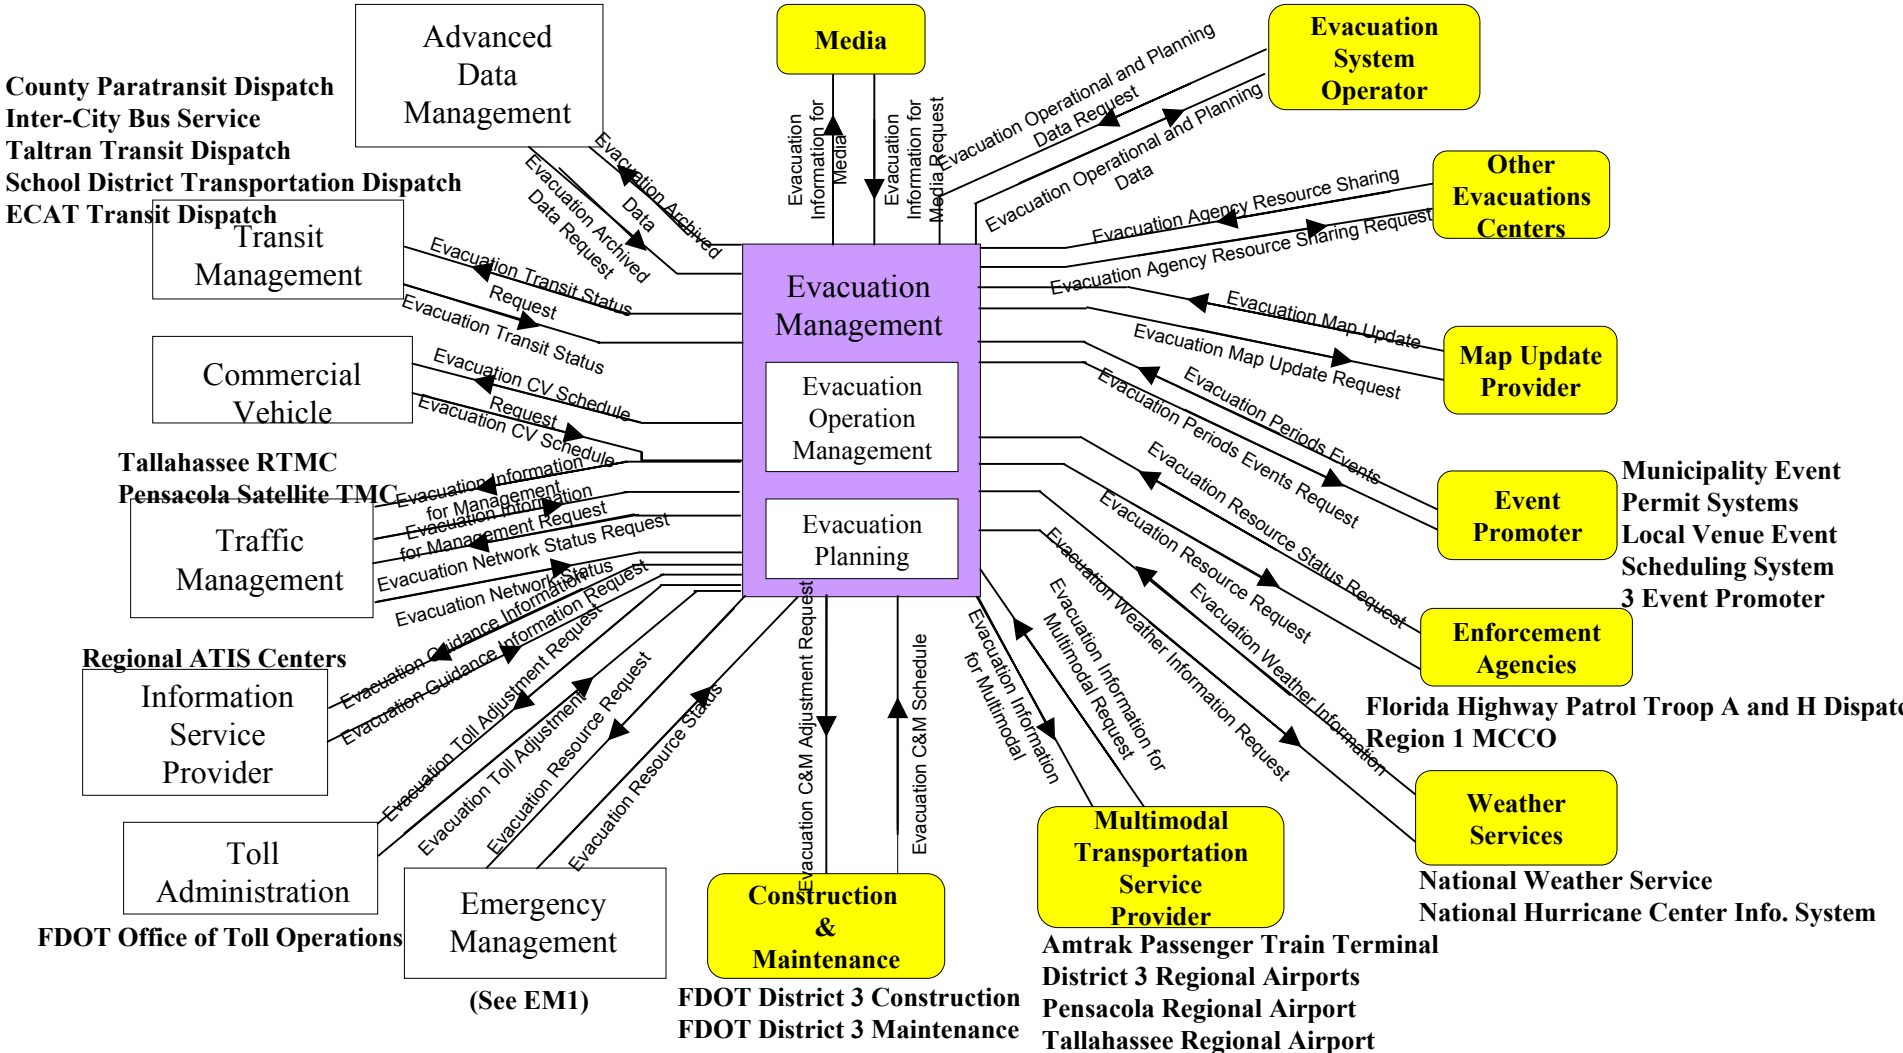 Advanced
Data
Management
Media
Evacuation
System
Operator
County Paratransit Dispatch
Inter-City Bus Service
Taltran Transit Dispatch
School District Transportation Dispatch
ECAT Transit Dispatch
Transit
Management
Evacuation Archived
Data
Evacuation Archived
Data Request
Evacuation
Information for
Media
Evacuation
Information for
Media Request
Evacuation Operational and Planning
Data Request
Evacuation Operational and Planning
Data
Other
Evacuations
Centers
Evacuation Agency Resource Sharing
Evacuation Agency Resource Sharing Request
Evacuation Transit Status
Request
Evacuation Transit Status
Evacuation
Management
Evacuation
Operation
Management
Evacuation
Planning
Evacuation Map Update
Evacuation Map Update Request
Map Update
Provider
Commercial
Vehicle
Evacuation CV Schedule
Request
Evacuation CV Schedule
Evacuation Periods Events
Evacuation Periods Events Request
Event
Promoter
Municipality Event
Permit Systems
Local Venue Event
Scheduling System
3 Event Promoter
Tallahassee RTMC
Pensacola Satellite TMC
Traffic
Management
Evacuation Information
for Management
Evacuation Information
for Management Request
Evacuation Network Status Request
Evacuation Network Status
Evacuation Resource Status Request
Evacuation Resource Request
Enforcement
Agencies
Florida Highway Patrol Troop A and H Dispatc
Region 1 MCCO
Regional ATIS Centers
Information
Service
Provider
Evacuation Guidance Information
Evacuation Guidance Information Request
Evacuation Weather Information
Evacuation Weather Information Request
Weather
Services
National Weather Service
National Hurricane Center Info. System
Toll
Administration
FDOT Office of Toll Operations
Evacuation Toll Adjustment Request
Evacuation Toll Adjustment
Emergency
Management
(See EM1)
Evacuation Resource Request
Evacuation Resource Status
Evacuation C&M Adjustment Request
Evacuation C&M Schedule
Construction
&
Maintenance
FDOT District 3 Construction
FDOT District 3 Maintenance
Evacuation Information
for Multimodal
Evacuation Information for
Multimodal Request
Multimodal
Transportation
Service
Provider
Amtrak Passenger Train Terminal
District 3 Regional Airports
Pensacola Regional Airport
Tallahassee Regional Airport